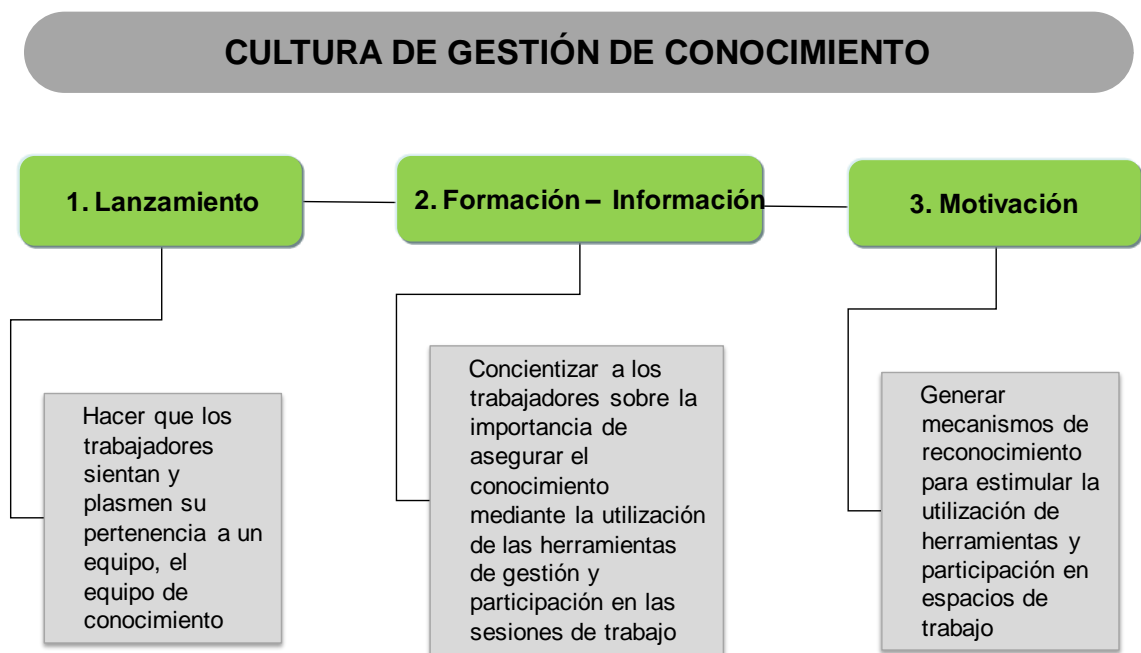 CULTURA DE GESTIÓN DE CONOCIMIENTO
1. Lanzamiento
2. Formación – Información
3. Motivación
Hacer que los
trabajadores
sientan y
plasmen su
pertenencia a un
equipo, el
equipo de
conocimiento
Concientizar a los
trabajadores sobre la
importancia de
asegurar el
conocimiento
mediante la utilización
de las herramientas
de gestión y
participación en las
sesiones de trabajo
Generar
mecanismos de
reconocimiento
para estimular la
utilización de
herramientas y
participación en
espacios de
trabajo